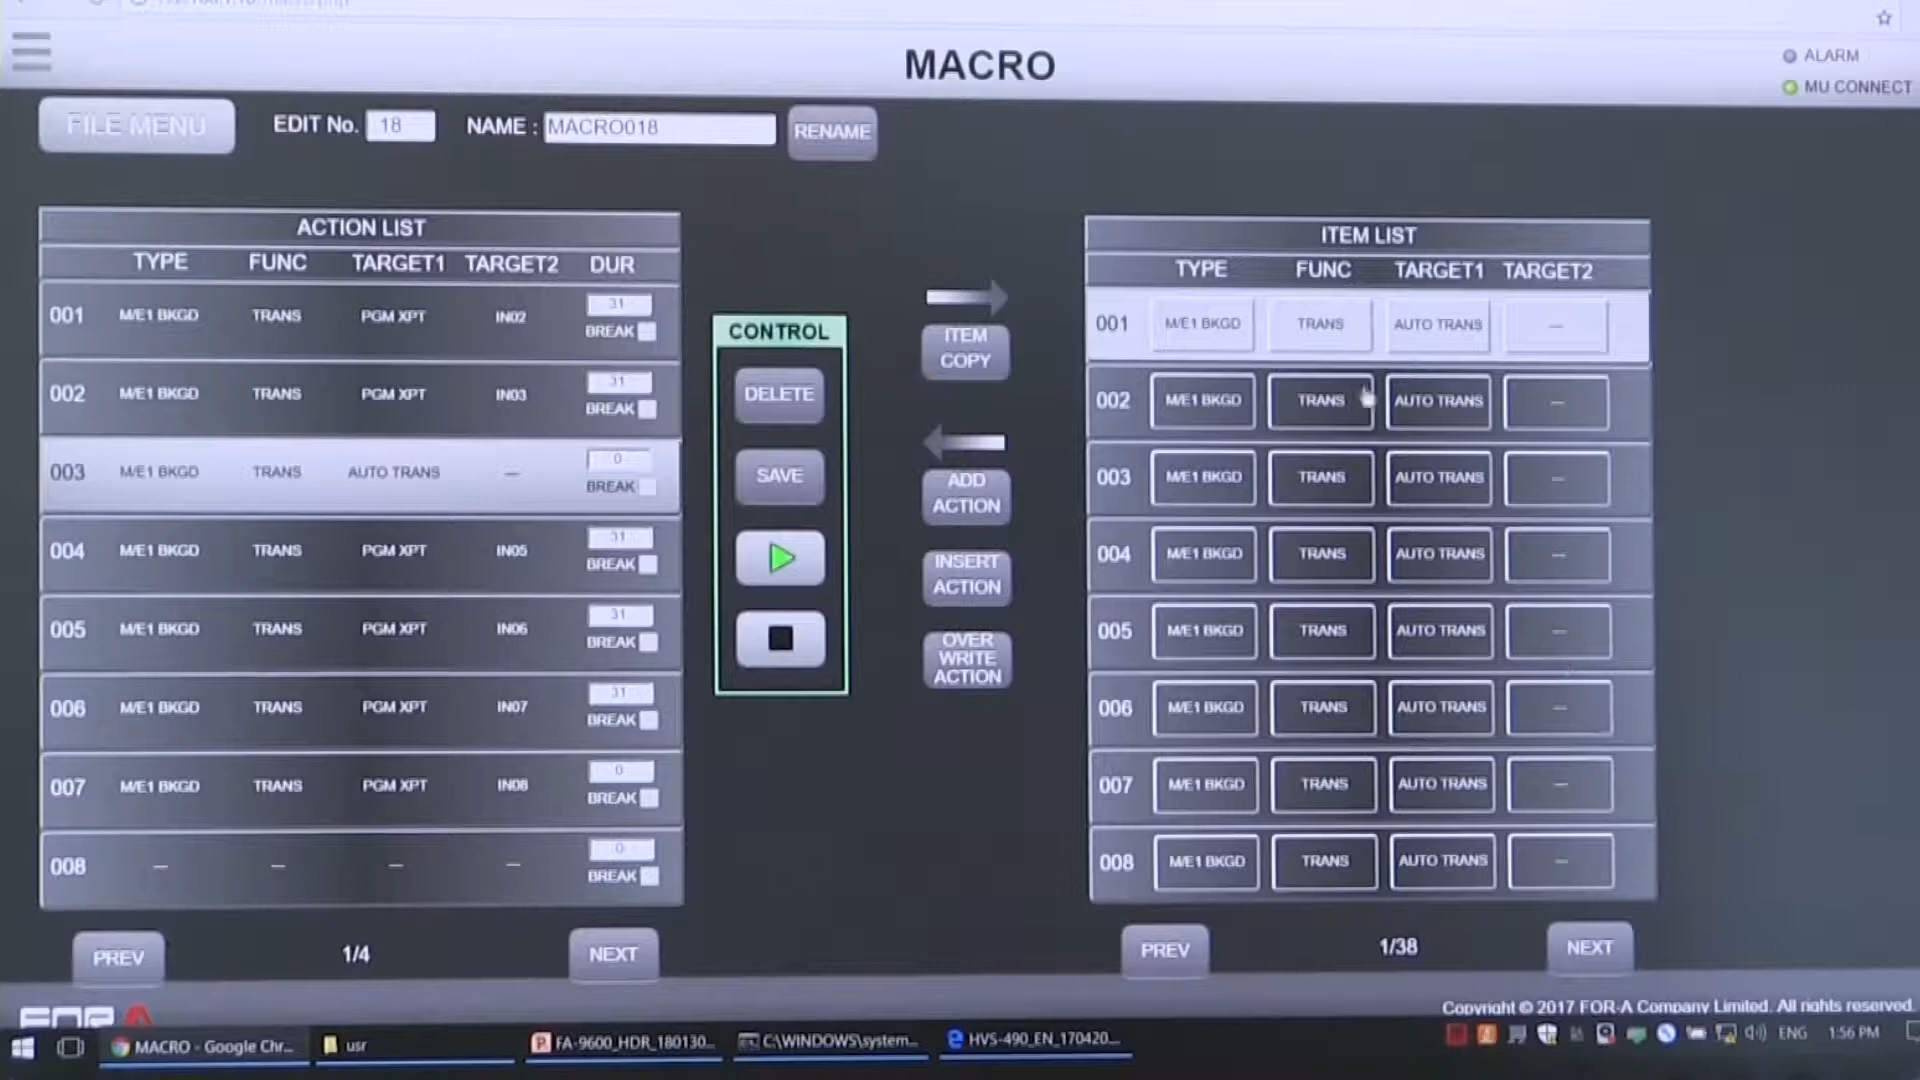 MACRO
ALARM
MU CONNECT
FILE MENU
EDIT No. 18
NAME : MACRO018
RENAME
ACTION LIST
TYPE FUNC TARGET1 TARGET2 DUR
001 M/E1 BKGD TRANS PGM XPT IN02 31
BREAK
002 M/E1 BKGD TRANS PGM XPT IN03 31
BREAK
003 M/E1 BKGD TRANS AUTO TRANS --- 0
BREAK
004 M/E1 BKGD TRANS PGM XPT IN05 31
BREAK
005 M/E1 BKGD TRANS PGM XPT IN06 31
BREAK
006 M/E1 BKGD TRANS PGM XPT IN07 31
BREAK
007 M/E1 BKGD TRANS PGM XPT IN08 0
BREAK
008 --- --- --- --- 0
BREAK
PREV 1/4 NEXT
CONTROL
DELETE
SAVE
ITEM
COPY
ADD
ACTION
INSERT
ACTION
OVER
WRITE
ACTION
ITEM LIST
TYPE FUNC TARGET1 TARGET2
001 M/E1 BKGD TRANS AUTO TRANS ---
002 M/E1 BKGD TRANS AUTO TRANS ---
003 M/E1 BKGD TRANS AUTO TRANS ---
004 M/E1 BKGD TRANS AUTO TRANS ---
005 M/E1 BKGD TRANS AUTO TRANS ---
006 M/E1 BKGD TRANS AUTO TRANS ---
007 M/E1 BKGD TRANS AUTO TRANS ---
008 M/E1 BKGD TRANS AUTO TRANS ---
PREV 1/38 NEXT
FOR-A
Copyright © 2017 FOR-A Company Limited. All rights reserved.
MACRO - Google Chr...
usr
FA-9600_HDR_180130...
C:\WINDOWS\system...
HVS-490_EN_170420...
ENG 1:56 PM